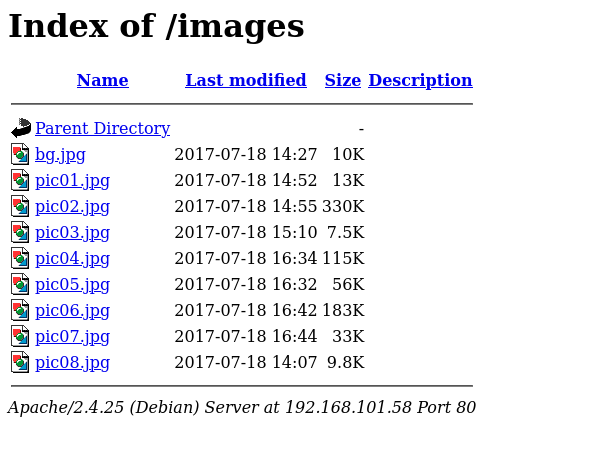 Index of /images
Name Last modified Size Description
Parent Directory -
bg.jpg 2017-07-18 14:27 10K
pic01.jpg 2017-07-18 14:52 13K
pic02.jpg 2017-07-18 14:55 330K
pic03.jpg 2017-07-18 15:10 7.5K
pic04.jpg 2017-07-18 16:34 115K
pic05.jpg 2017-07-18 16:32 56K
pic06.jpg 2017-07-18 16:42 183K
pic07.jpg 2017-07-18 16:44 33K
pic08.jpg 2017-07-18 14:07 9.8K
Apache/2.4.25 (Debian) Server at 192.168.101.58 Port 80